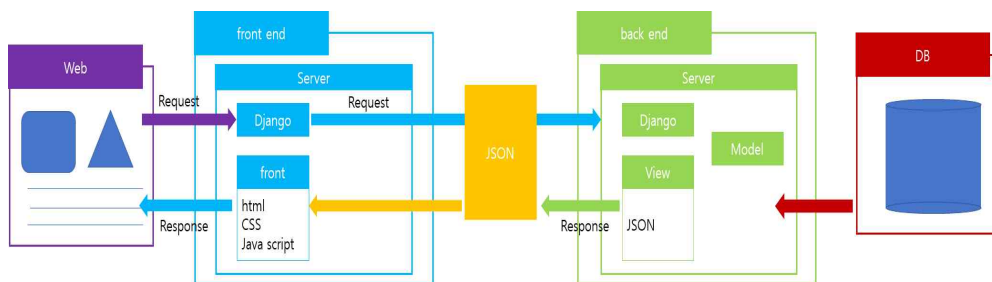 Web
Request
front end
Server
Django
Request
front
html
CSS
Java script
Response
JSON
back end
Server
Django
Model
View
JSON
Response
DB